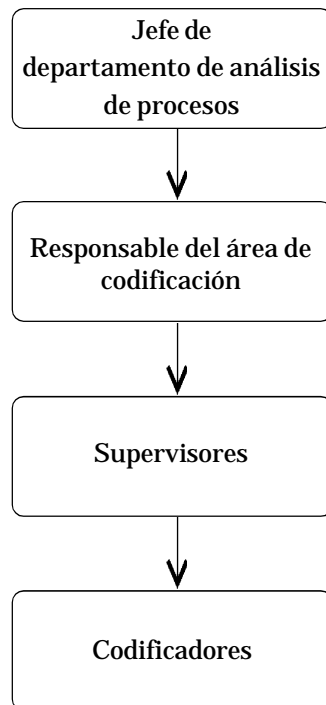 Jefe de
departamento de análisis
de procesos
Responsable del área de
codificación
Supervisores
Codificadores